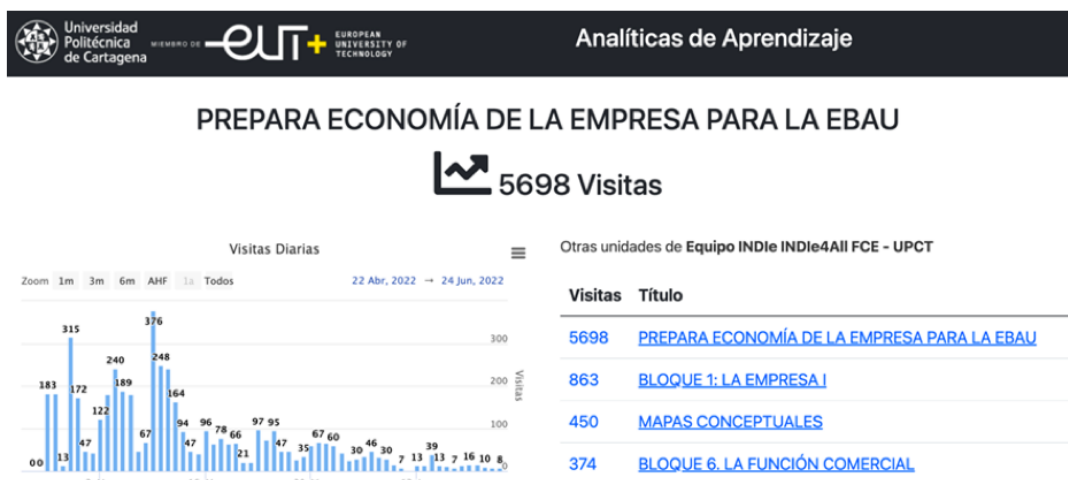 Universidad
Politécnica
de Cartagena
MIEMBRO DE
EUT+
EUROPEAN
UNIVERSITY OF
TECHNOLOGY
Analíticas de Aprendizaje
PREPARA ECONOMÍA DE LA EMPRESA PARA LA EBAU
5698 Visitas
Visitas Diarias
Zoom 1m 3m 6m AHF 1a Todos
22 Abr, 2022 → 24 Jun, 2022
300
200
100
0
Visitas
0 0 183 13 315 172 47 122 240 189 67 376 248 164 94 47 96 78 66 21 97 95 47 35 67 60 30 46 30 7 13 39 13 7 16 10 8
Otras unidades de Equipo INDIe INDIe4All FCE - UPCT
Visitas Título
5698 PREPARA ECONOMÍA DE LA EMPRESA PARA LA EBAU
863 BLOQUE 1: LA EMPRESA I
450 MAPAS CONCEPTUALES
374 BLOQUE 6. LA FUNCIÓN COMERCIAL